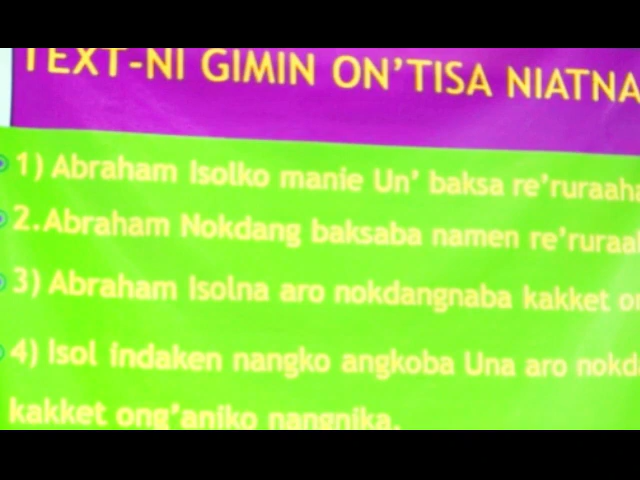 TEXT-NI GIMIN ON'TISA NIATNA
1) Abraham Isolko manie Un' baksa re'ruraaha
2.Abraham Nokdang baksaba namen re'ruraa
3) Abraham Isolna aro nokdangnaba kakket
4) Isol indaken nangko angkoba Una aro nokd
kakket ong'aniko nangnika.